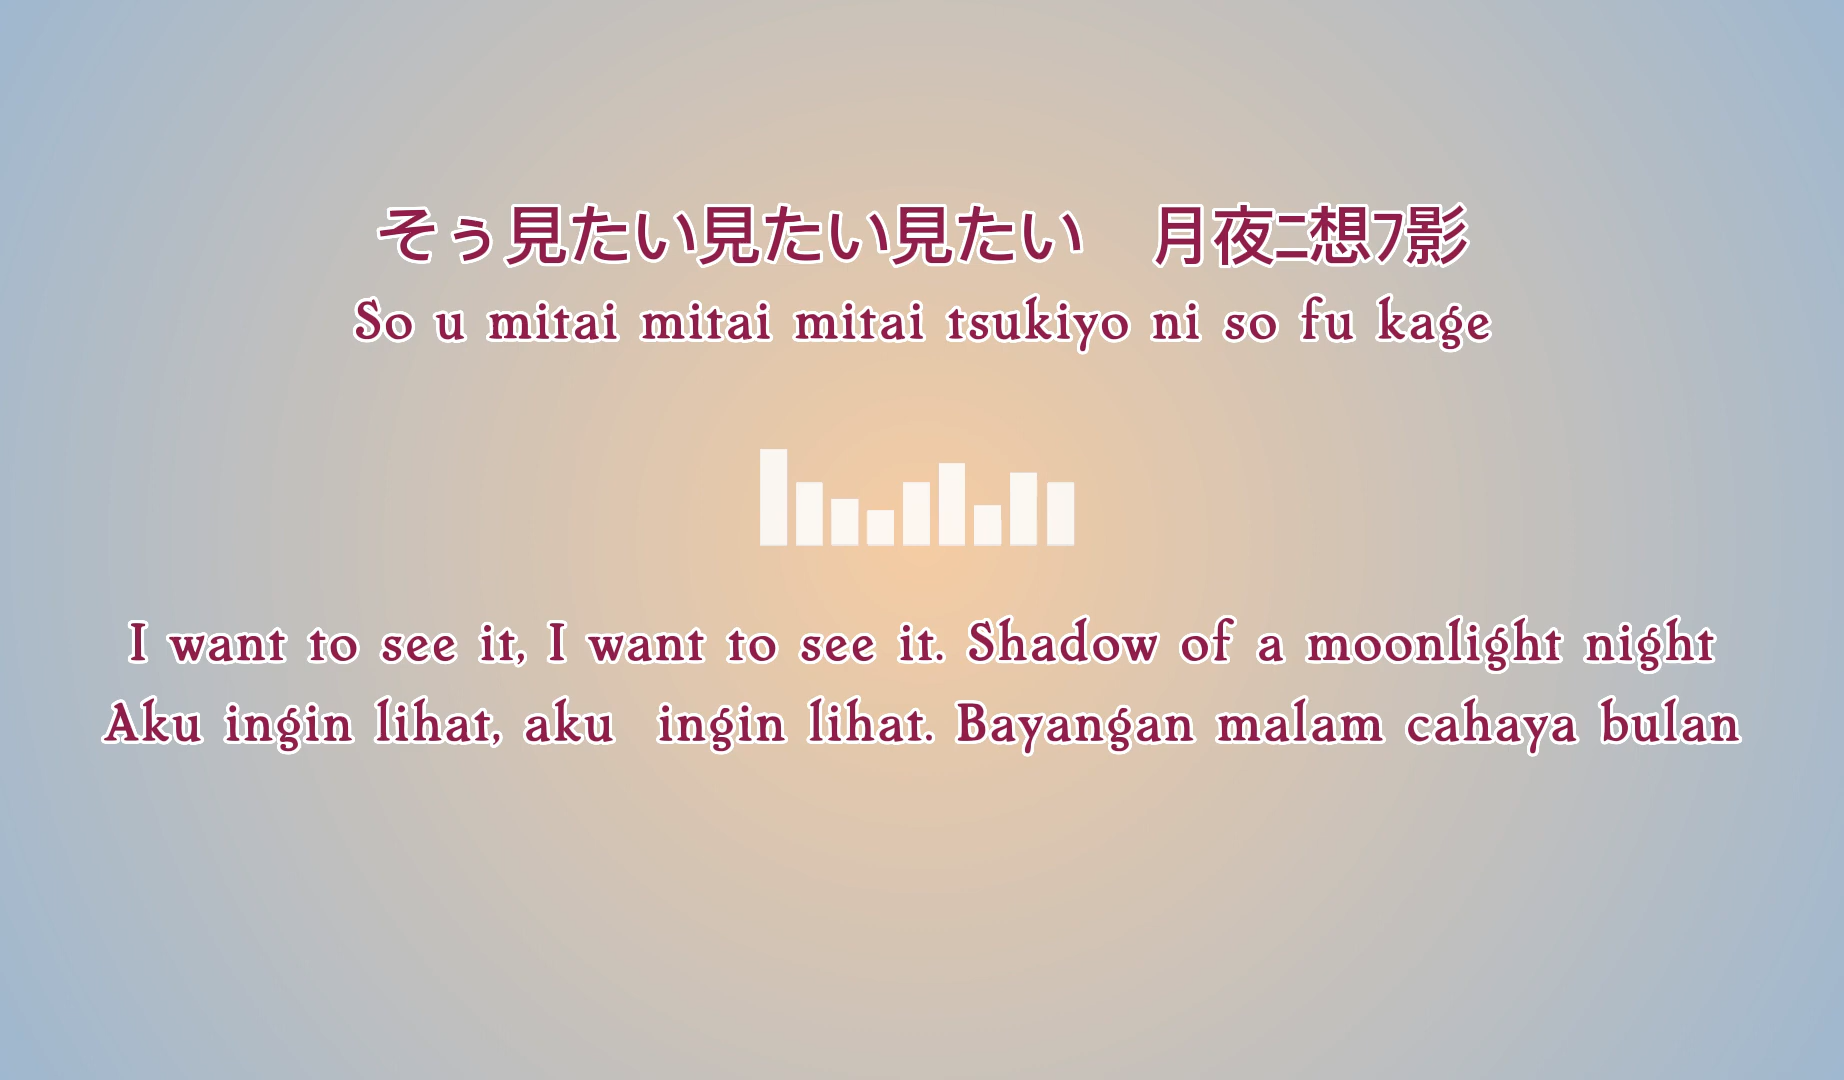 そぅ見たい見たい見たい　月夜ﾆ想ﾌ影
So u mitai mitai mitai tsukiyo ni so fu kage
I want to see it, I want to see it. Shadow of a moonlight night
Aku ingin lihat, aku  ingin lihat. Bayangan malam cahaya bulan